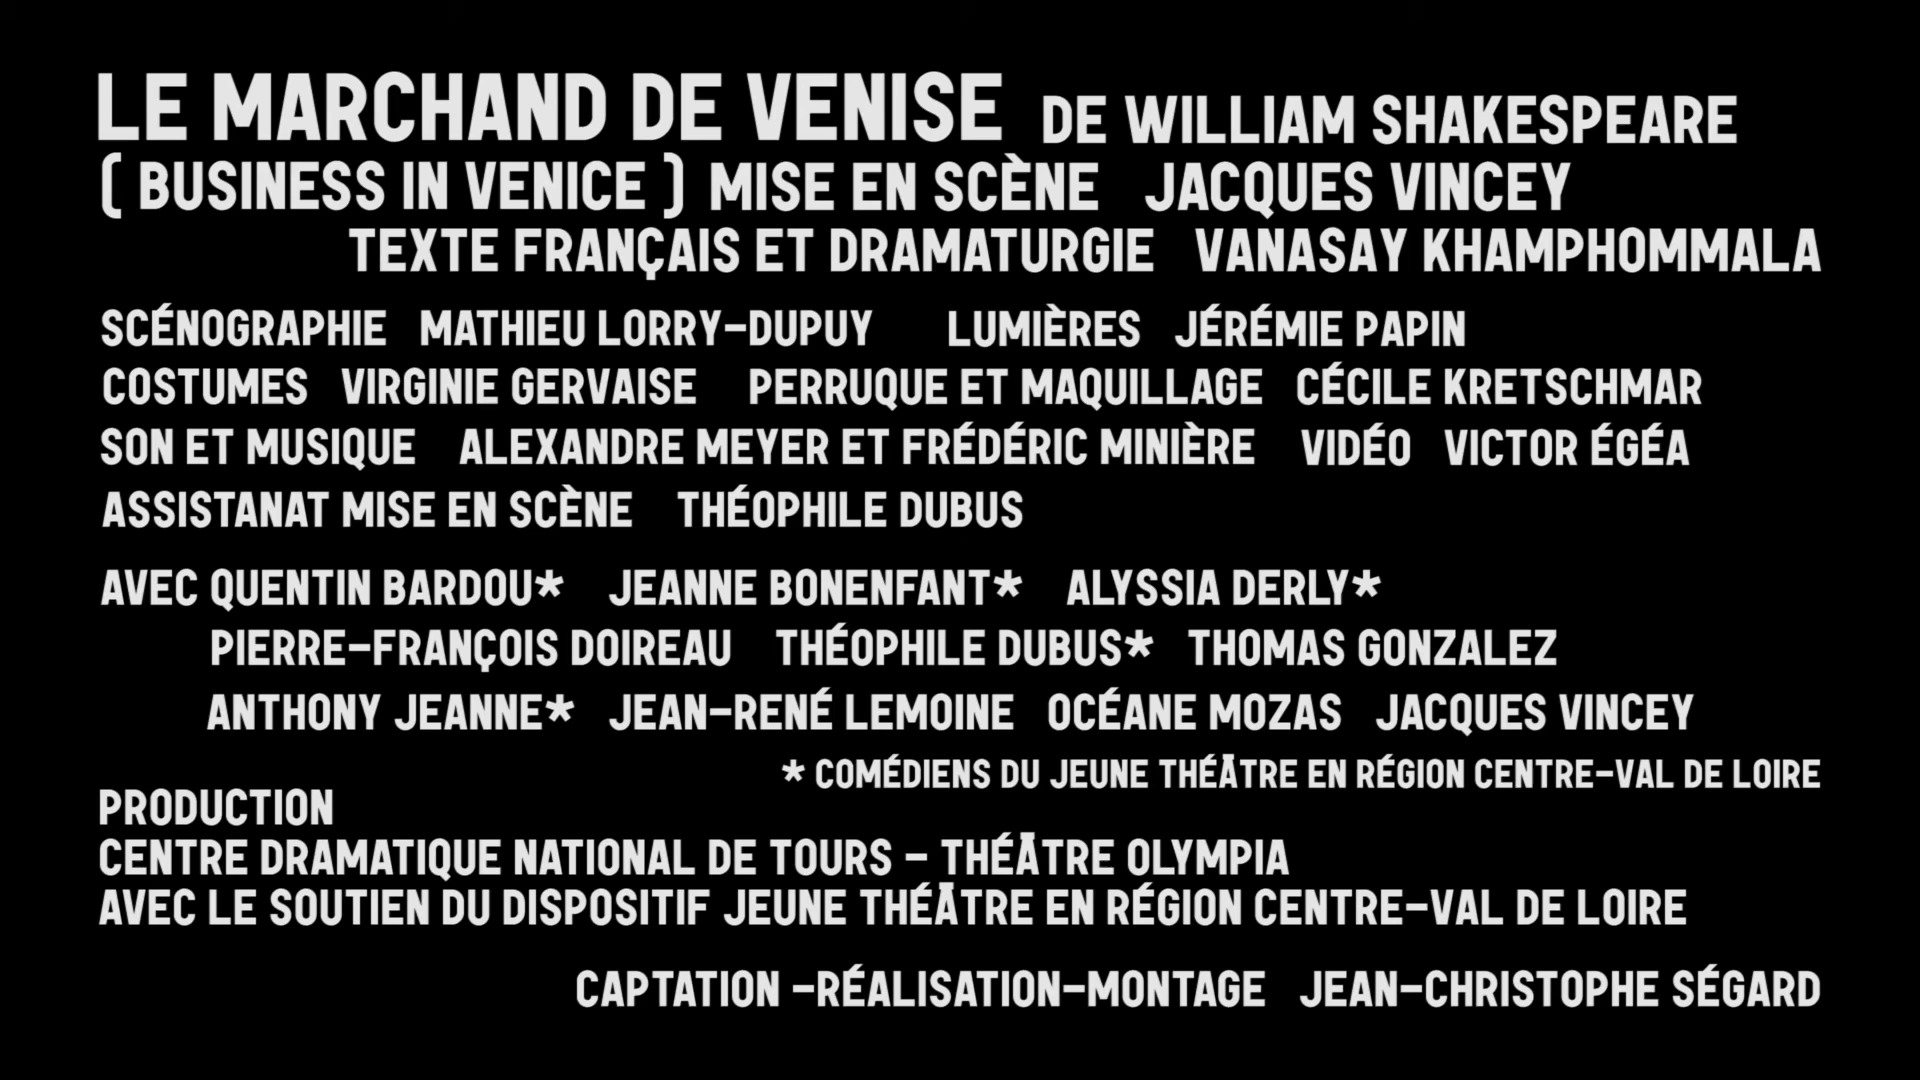 LE MARCHAND DE VENISE DE WILLIAM SHAKESPEARE
( BUSINESS IN VENICE ) MISE EN SCÈNE JACQUES VINCEY
TEXTE FRANÇAIS ET DRAMATURGIE VANASAY KHAMPHOMMALA
SCÉNOGRAPHIE MATHIEU LORRY-DUPUY LUMIÈRES JÉRÉMIE PAPIN
COSTUMES VIRGINIE GERVAISE PERRUQUE ET MAQUILLAGE CÉCILE KRETSCHMAR
SON ET MUSIQUE ALEXANDRE MEYER ET FRÉDÉRIC MINIÈRE VIDÉO VICTOR ÉGÉA
ASSISTANAT MISE EN SCÈNE THÉOPHILE DUBUS
AVEC QUENTIN BARDOU* JEANNE BONENFANT* ALYSSIA DERLY*
PIERRE-FRANÇOIS DOIREAU THÉOPHILE DUBUS* THOMAS GONZALEZ
ANTHONY JEANNE* JEAN-RENÉ LEMOINE OCÉANE MOZAS JACQUES VINCEY
* COMÉDIENS DU JEUNE THÉÂTRE EN RÉGION CENTRE-VAL DE LOIRE
PRODUCTION
CENTRE DRAMATIQUE NATIONAL DE TOURS - THÉÂTRE OLYMPIA
AVEC LE SOUTIEN DU DISPOSITIF JEUNE THÉÂTRE EN RÉGION CENTRE-VAL DE LOIRE
CAPTATION -RÉALISATION-MONTAGE JEAN-CHRISTOPHE SÉGARD